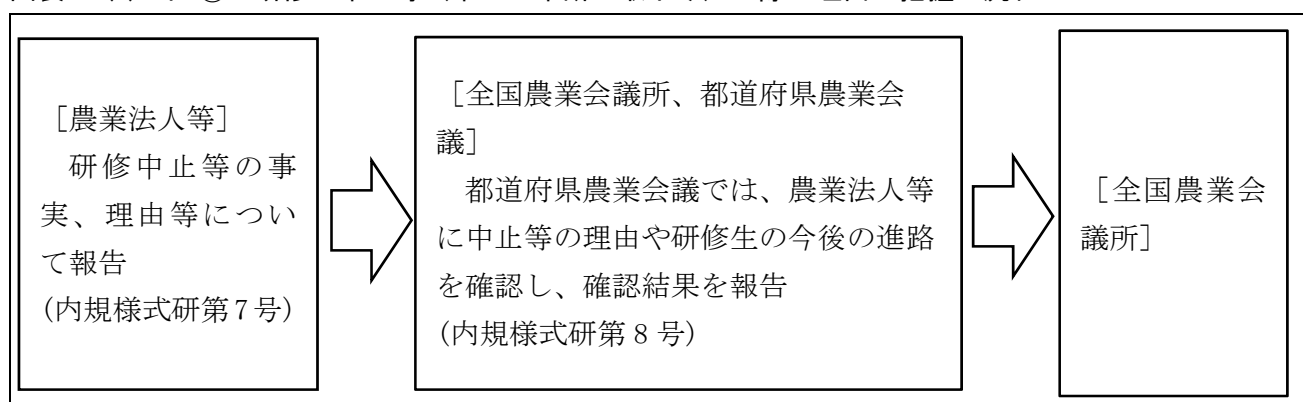 [農業法人等]
研修中止等の事
実、理由等につい
て報告
(内規様式研第7号)
[全国農業会議所、都道府県農業会
議]
都道府県農業会議では、農業法人等
に中止等の理由や研修生の今後の進路
を確認し、確認結果を報告
(内規様式研第 8 号)
[全国農業会
議所]